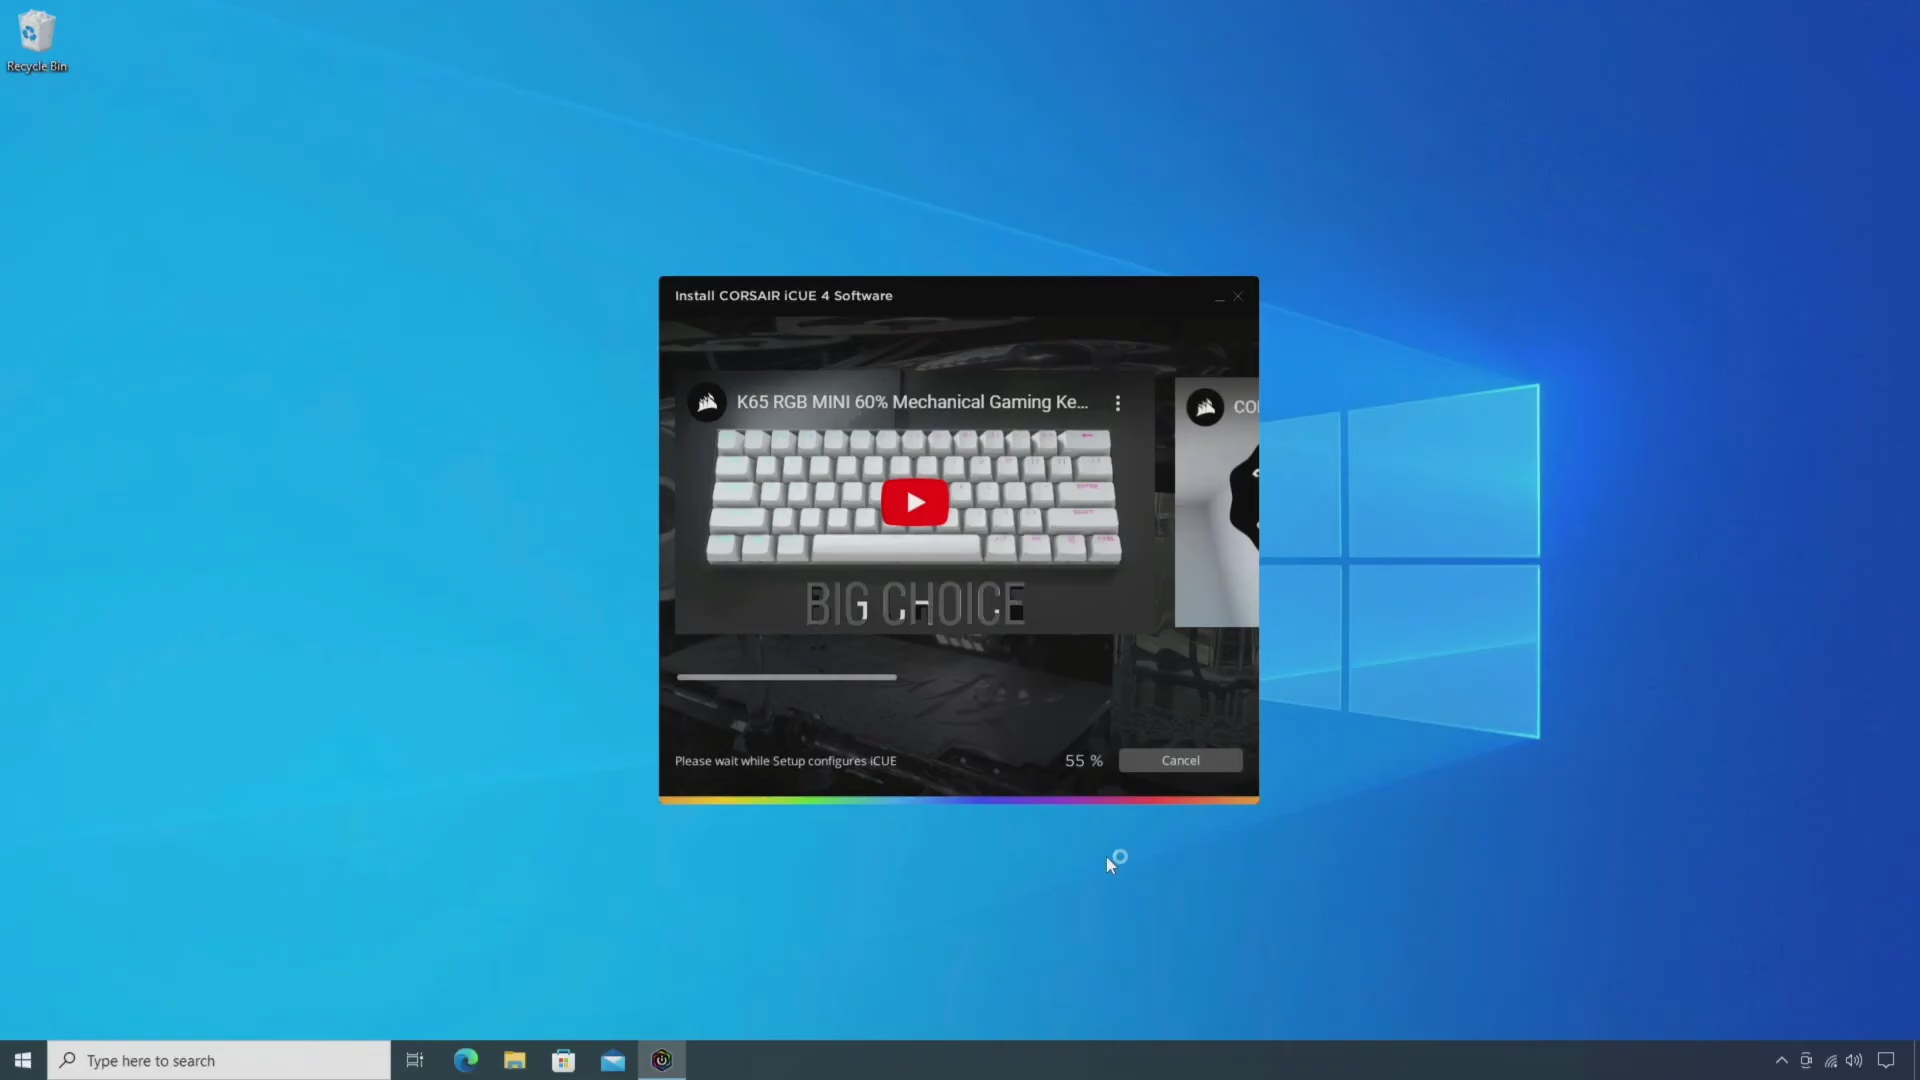 Recycle Bin
Install CORSAIR iCUE 4 Software
K65 RGB MINI 60% Mechanical Gaming Ke...
BIG CHOICE
Please wait while Setup configures iCUE
55 %
Cancel
Type here to search